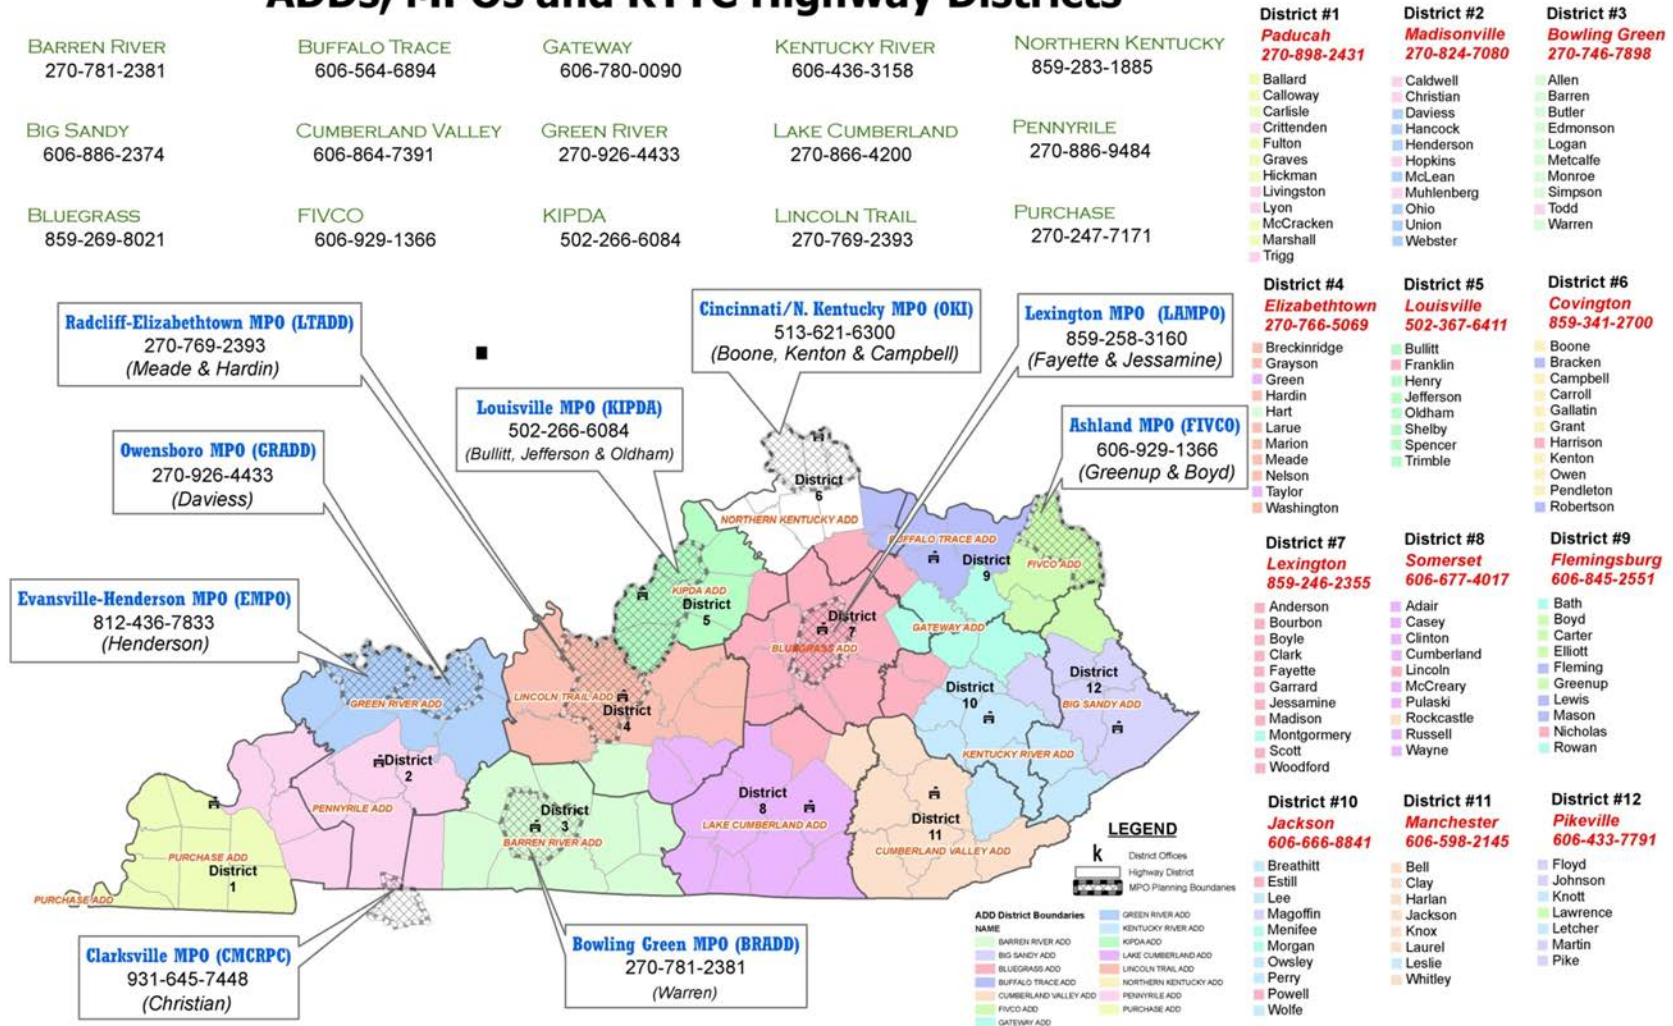 ADDs, MPOs and KYTC Highway Districts
BARREN RIVER
270-781-2381
BUFFALO TRACE
606-564-6894
GATEWAY
606-780-0090
KENTUCKY RIVER
606-436-3158
NORTHERN KENTUCKY
859-283-1885
BIG SANDY
606-886-2374
CUMBERLAND VALLEY
606-864-7391
GREEN RIVER
270-926-4433
LAKE CUMBERLAND
270-866-4200
PENNYRILE
270-886-9484
BLUEGRASS
859-269-8021
FIVCO
606-929-1366
KIPDA
502-266-6084
LINCOLN TRAIL
270-769-2393
PURCHASE
270-247-7171
Radcliff-Elizabethtown MPO (LTADD)
270-769-2393
(Meade & Hardin)
Cincinnati/N. Kentucky MPO (OKI)
513-621-6300
(Boone, Kenton & Campbell)
Lexington MPO (LAMPO)
859-258-3160
(Fayette & Jessamine)
Louisville MPO (KIPDA)
502-266-6084
(Bullitt, Jefferson & Oldham)
Ashland MPO (FIVCO)
606-929-1366
(Greenup & Boyd)
Owensboro MPO (GRADD)
270-926-4433
(Daviess)
Evansville-Henderson MPO (EMPO)
812-436-7833
(Henderson)
Clarksville MPO (CMCRPC)
931-645-7448
(Christian)
Bowling Green MPO (BRADD)
270-781-2381
(Warren)
District
6
NORTHERN KENTUCKY ADD
BUFFALO TRACE ADD
District
9
FIVCO ADD
KIPDA ADD
District
5
District
7
BLUEGRASS ADD
GATEWAY ADD
District
12
BIG SANDY ADD
District
10
KENTUCKY RIVER ADD
GREEN RIVER ADD
LINCOLN TRAIL ADD
District
4
District
2
PENNYRILE ADD
District
3
BARREN RIVER ADD
District
8
LAKE CUMBERLAND ADD
District
11
CUMBERLAND VALLEY ADD
PURCHASE ADD
District
1
PURCHASE ADD
LEGEND
k
District Offices
Highway District
MPO Planning Boundaries
ADD District Boundaries
NAME
BARREN RIVER ADD
BIG SANDY ADD
BLUEGRASS ADD
BUFFALO TRACE ADD
CUMBERLAND VALLEY ADD
FIVCO ADD
GATEWAY ADD
GREEN RIVER ADD
KENTUCKY RIVER ADD
KIPDA ADD
LAKE CUMBERLAND ADD
LINCOLN TRAIL ADD
NORTHERN KENTUCKY ADD
PENNYRILE ADD
PURCHASE ADD
District #1
Paducah
270-898-2431
Ballard
Calloway
Carlisle
Crittenden
Fulton
Graves
Hickman
Livingston
Lyon
McCracken
Marshall
Trigg
District #2
Madisonville
270-824-7080
Caldwell
Christian
Daviess
Hancock
Henderson
Hopkins
McLean
Muhlenberg
Ohio
Union
Webster
District #3
Bowling Green
270-746-7898
Allen
Barren
Butler
Edmonson
Logan
Metcalfe
Monroe
Simpson
Todd
Warren
District #4
Elizabethtown
270-766-5069
Breckinridge
Grayson
Green
Hardin
Hart
Larue
Marion
Meade
Nelson
Taylor
Washington
District #5
Louisville
502-367-6411
Bullitt
Franklin
Henry
Jefferson
Oldham
Shelby
Spencer
Trimble
District #6
Covington
859-341-2700
Boone
Bracken
Campbell
Carroll
Gallatin
Grant
Harrison
Kenton
Owen
Pendleton
Robertson
District #7
Lexington
859-246-2355
Anderson
Bourbon
Boyle
Clark
Fayette
Garrard
Jessamine
Madison
Montgomery
Scott
Woodford
District #8
Somerset
606-677-4017
Adair
Casey
Clinton
Cumberland
Lincoln
McCreary
Pulaski
Rockcastle
Russell
Wayne
District #9
Flemingsburg
606-845-2551
Bath
Boyd
Carter
Elliott
Fleming
Greenup
Lewis
Mason
Nicholas
Rowan
District #10
Jackson
606-666-8841
Breathitt
Estill
Lee
Magoffin
Menifee
Morgan
Owsley
Perry
Powell
Wolfe
District #11
Manchester
606-598-2145
Bell
Clay
Harlan
Jackson
Knox
Laurel
Leslie
Whitley
District #12
Pikeville
606-433-7791
Floyd
Johnson
Knott
Lawrence
Letcher
Martin
Pike